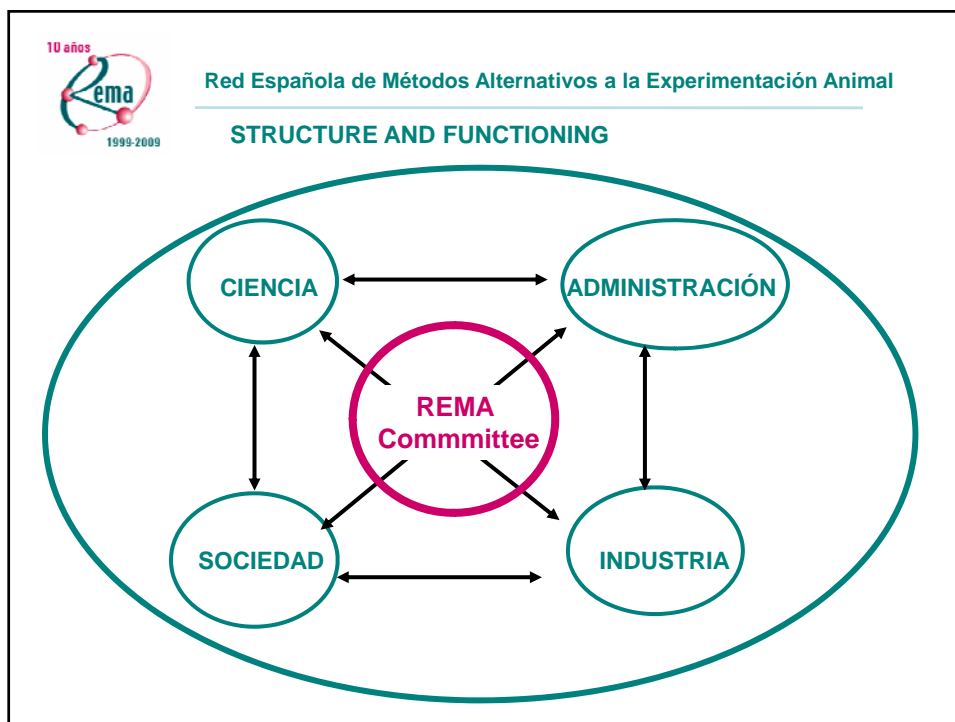 10 años
Rema
1999-2009
Red Española de Métodos Alternativos a la Experimentación Animal
STRUCTURE AND FUNCTIONING
CIENCIA
ADMINISTRACIÓN
REMA
Commmittee
SOCIEDAD
INDUSTRIA